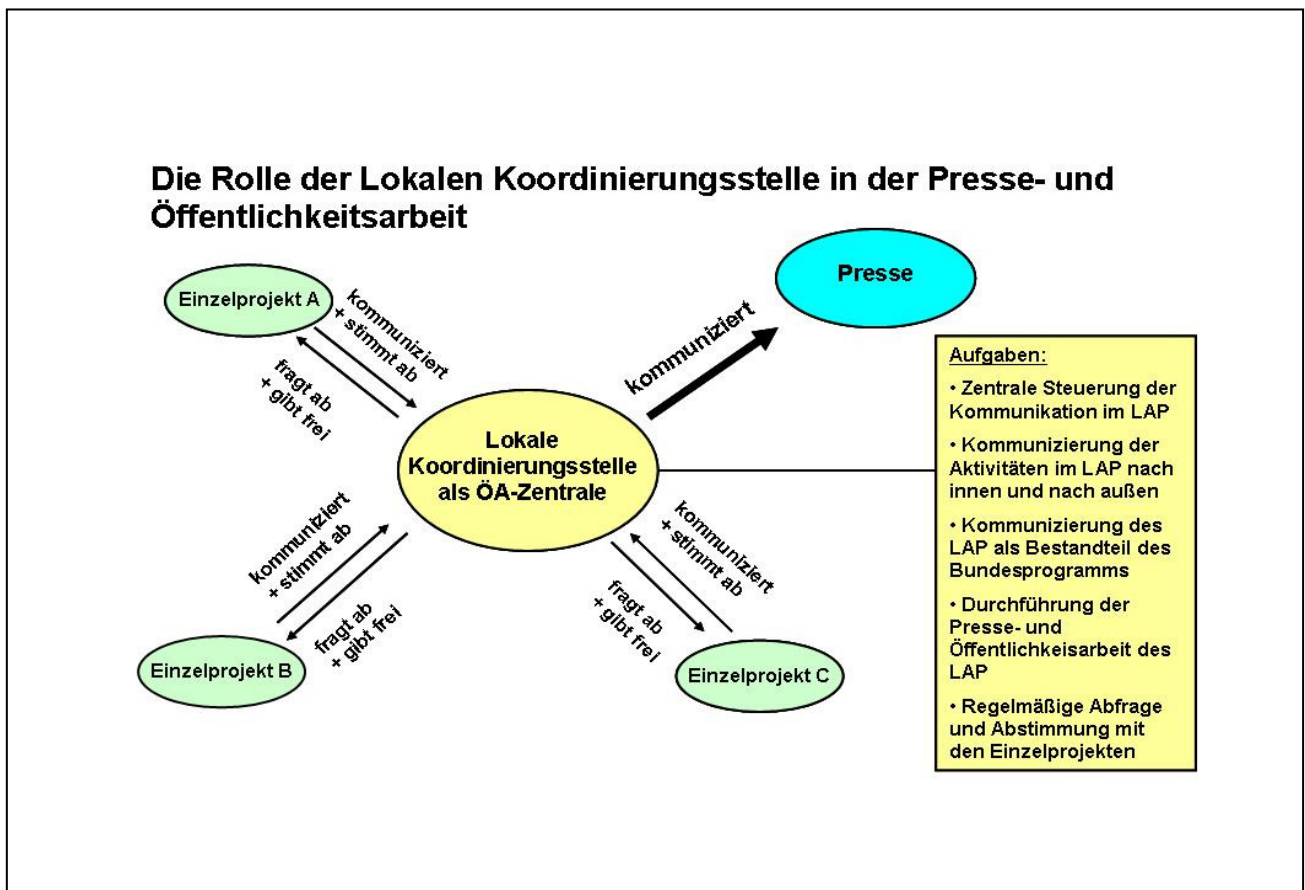 Die Rolle der Lokalen Koordinierungsstelle in der Presse- und
Öffentlichkeitsarbeit
Presse
Einzelprojekt A
kommuniziert
+ stimmt ab
fragt ab
+ gibt frei
kommuniziert
Lokale
Koordinierungsstelle
als ÖA-Zentrale
kommuniziert
+ stimmt ab
fragt ab
+ gibt frei
Einzelprojekt B
kommuniziert
+ stimmt ab
fragt ab
+ gibt frei
Einzelprojekt C
Aufgaben:
• Zentrale Steuerung der
Kommunikation im LAP
• Kommunizierung der
Aktivitäten im LAP nach
innen und nach außen
• Kommunizierung des
LAP als Bestandteil des
Bundesprogramms
• Durchführung der
Presse- und
Öffentlichkeisarbeit des
LAP
• Regelmäßige Abfrage
und Abstimmung mit
den Einzelprojekten